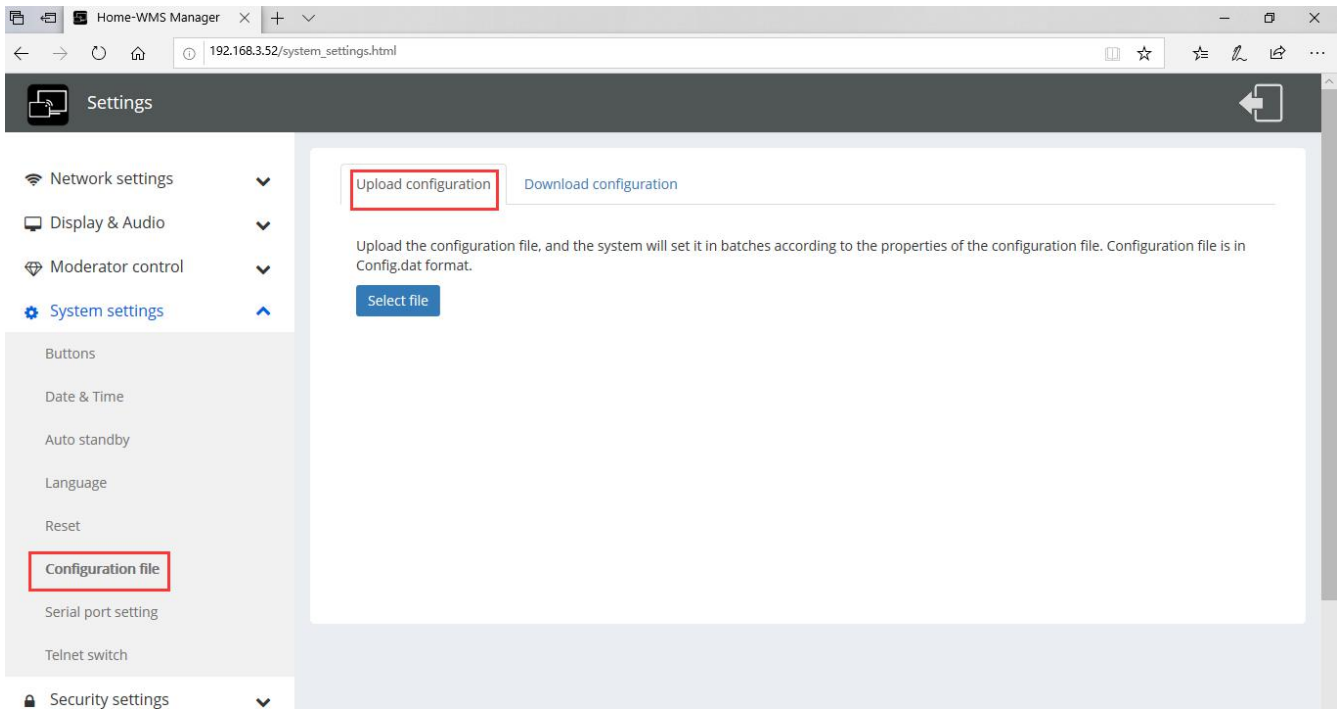 Home-WMS Manager
192.168.3.52/system_settings.html
Settings
Network settings
Display & Audio
Moderator control
System settings
Buttons
Date & Time
Auto standby
Language
Reset
Configuration file
Serial port setting
Telnet switch
Security settings
Upload configuration
Download configuration
Upload the configuration file, and the system will set it in batches according to the properties of the configuration file. Configuration file is in
Config.dat format.
Select file